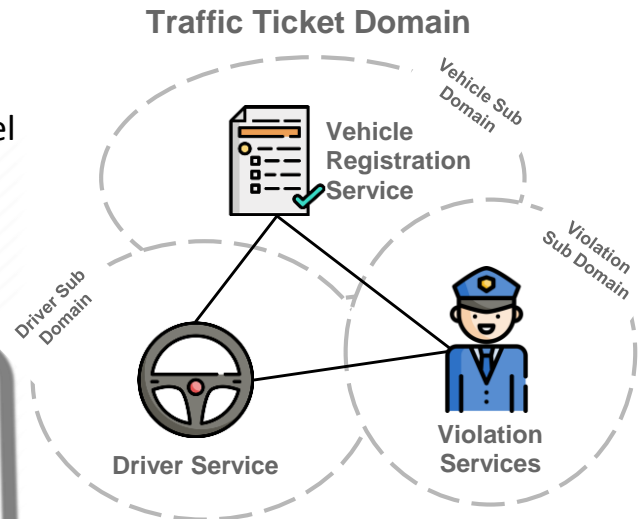 Traffic Ticket Domain
Vehicle Sub
Domain
el
Vehicle
Registration
Service
Violation
Sub Domain
Driver Sub
Domain
Driver Service
Violation
Services